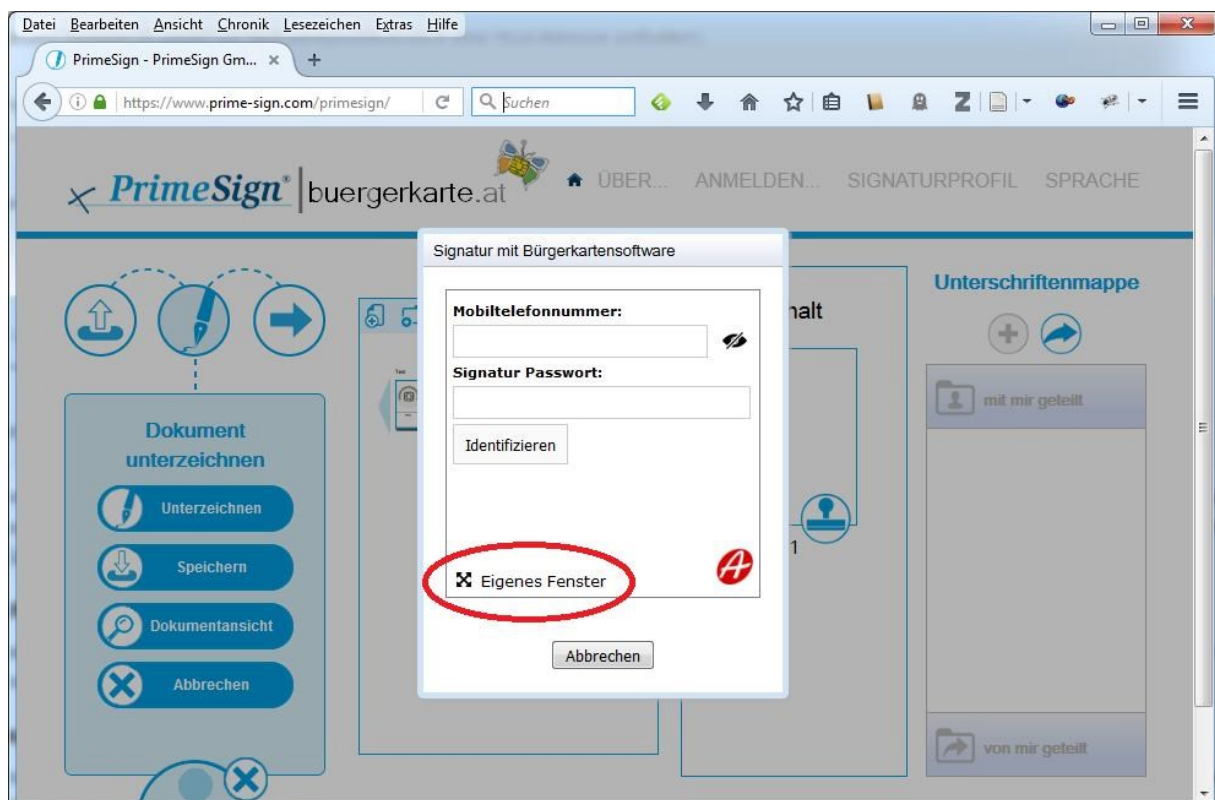 Datei Bearbeiten Ansicht Chronik Lesezeichen Extras Hilfe
PrimeSign - PrimeSign Gm... × +
https://www.prime-sign.com/primesign/
Suchen
PrimeSign® | buergerkarte.at
ÜBER... ANMELDEN... SIGNATURPROFIL SPRACHE
Signatur mit Bürgerkartensoftware
Mobiltelefonnummer:
Signatur Passwort:
Identifizieren
Eigenes Fenster
Abbrechen
Dokument
unterzeichnen
Unterzeichnen
Speichern
Dokumentansicht
Abbrechen
halt
1
Unterschriftenmappe
mit mir geteilt
von mir geteilt